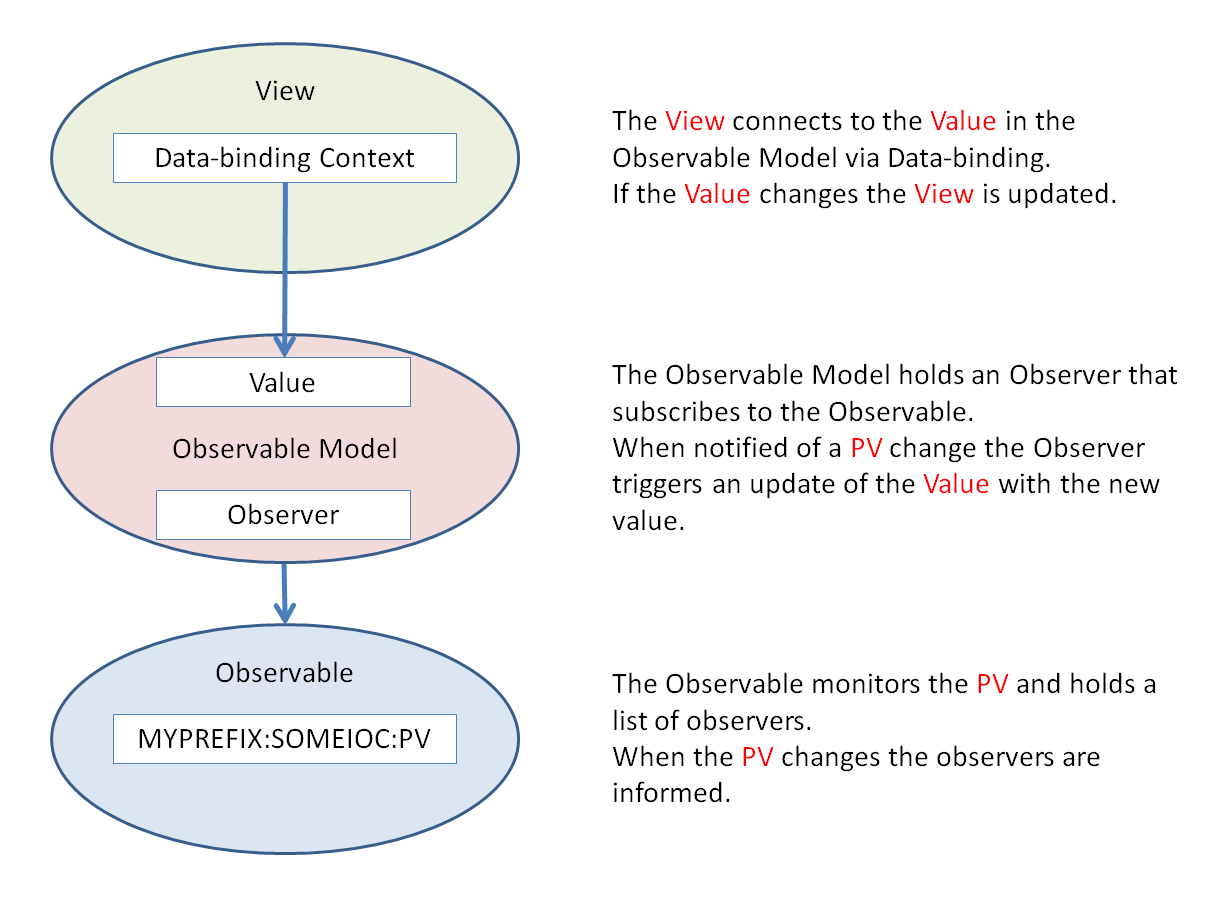 View
Data-binding Context
The View connects to the Value in the
Observable Model via Data-binding.
If the Value changes the View is updated.
Value
Observable Model
Observer
The Observable Model holds an Observer that
subscribes to the Observable.
When notified of a PV change the Observer
triggers an update of the Value with the new
value.
Observable
MYPREFIX:SOMEIOC:PV
The Observable monitors the PV and holds a
list of observers.
When the PV changes the observers are
informed.